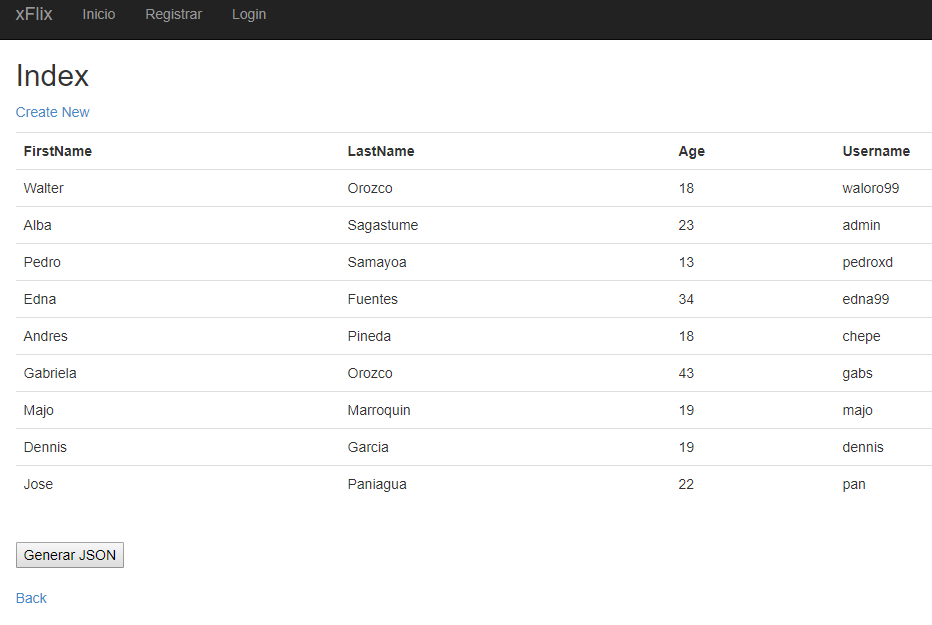 xFlix Inicio Registrar Login
Index
Create New
FirstName LastName Age Username
Walter Orozco 18 waloro99
Alba Sagastume 23 admin
Pedro Samayoa 13 pedroxd
Edna Fuentes 34 edna99
Andres Pineda 18 chepe
Gabriela Orozco 43 gabs
Majo Marroquin 19 majo
Dennis Garcia 19 dennis
Jose Paniagua 22 pan
Generar JSON
Back